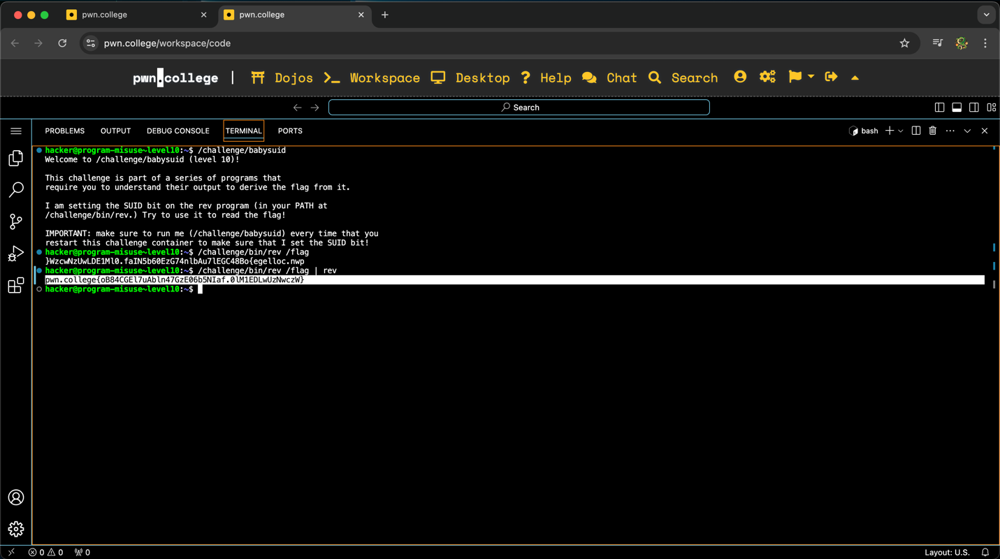 pwn.college
pwn.college
pwn.college/workspace/code
pwn.college | Dojos Workspace Desktop Help Chat Search
Search
PROBLEMS OUTPUT DEBUG CONSOLE TERMINAL PORTS bash
hacker@program-misuse~level10:~$ /challenge/babysuid
Welcome to /challenge/babysuid (level 10)!
This challenge is part of a series of programs that
require you to understand their output to derive the flag from it.
I am setting the SUID bit on the rev program (in your PATH at
/challenge/bin/rev.) Try to use it to read the flag!
IMPORTANT: make sure to run me (/challenge/babysuid) every time that you
restart this challenge container to make sure that I set the SUID bit!
hacker@program-misuse~level10:~$ /challenge/bin/rev /flag
}WzcwNzUwLDE1Ml0.faIN5b60EzG74nlbAu7lEGC48Bo{egelloc.nwp
hacker@program-misuse~level10:~$ /challenge/bin/rev /flag | rev
pwn.college{oB84CGEl7uAbln47GzE06b5NIaf.0lM1EDLwUzNwczW}
hacker@program-misuse~level10:~$
0 0 0 Layout: U.S.